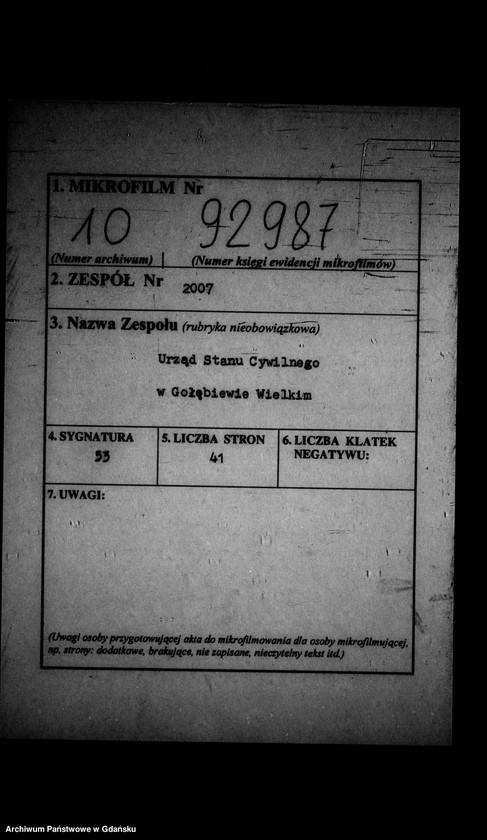 1. MIKROFILM Nr
10 92987
(Numer archiwum) (Numer księgi ewidencji mikrofilmów)
2. ZESPÓŁ Nr 2007
3. Nazwa Zespołu (rubryka nieobowiązkowa)
Urząd Stanu Cywilnego
w Gołębiewie Wielkim
4. SYGNATURA 5. LICZBA STRON 6. LICZBA KLATEK
NEGATYWU:
53 41
7. UWAGI:
(Uwagi osoby przygotowującej akta do mikrofilmowania dla osoby mikrofilmującej,
np. strony: dodatkowe, brakujące, nie zapisane, nieczytelny tekst itd.)
Archiwum Państwowe w Gdańsku